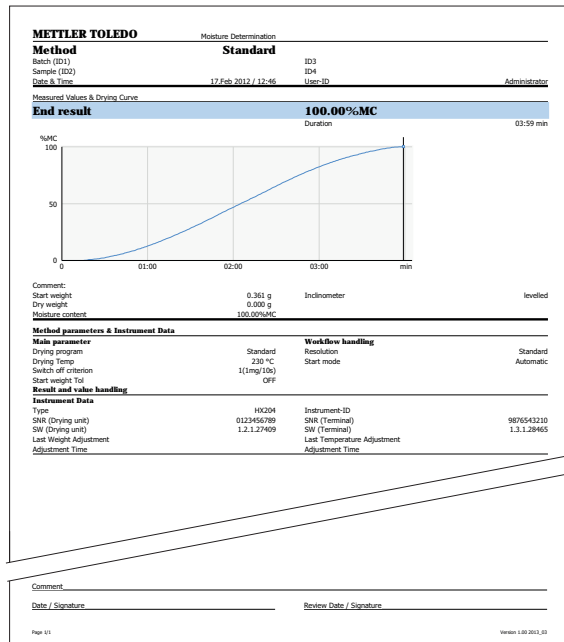 METTLER TOLEDO Moisture Determination
Method Standard
Batch (ID1) ID3
Sample (ID2) ID4
Date & Time 17.Feb 2012 / 12:46 User-ID Administrator
Measured Values & Drying Curve
End result 100.00%MC
Duration 03:59 min
%MC
100
50
0
0 01:00 02:00 03:00 min
Comment:
Start weight 0.361 g Inclinometer levelled
Dry weight 0.000 g
Moisture content 100.00%MC
Method parameters & Instrument Data
Main parameter Workflow handling
Drying program Standard Resolution Standard
Drying Temp 230 °C Start mode Automatic
Switch off criterion 1(1mg/10s)
Start weight Tol OFF
Result and value handling
Instrument Data
Type HX204 Instrument-ID
SNR (Drying unit) 0123456789 SNR (Terminal) 9876543210
SW (Drying unit) 1.2.1.27409 SW (Terminal) 1.3.1.28465
Last Weight Adjustment Last Temperature Adjustment
Adjustment Time Adjustment Time
Comment
Date / Signature Review Date / Signature
Page 1/1 Version 1.00 2013_03